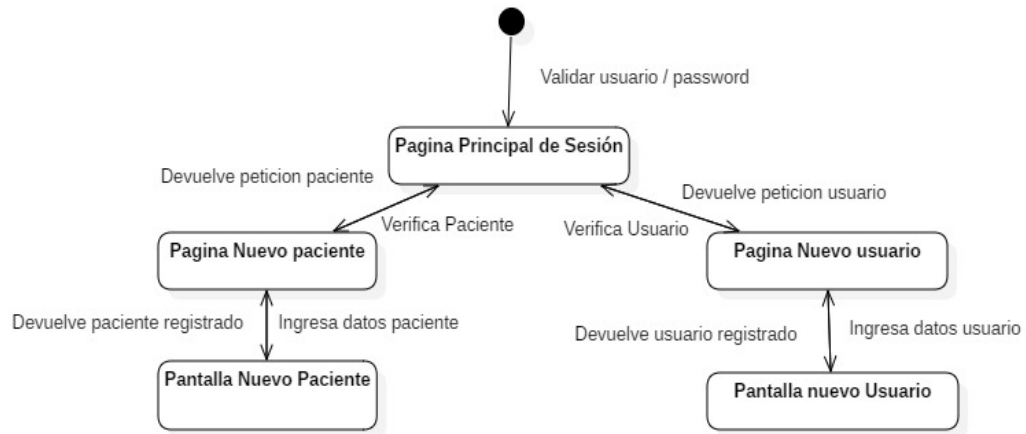 Validar usuario / password
Pagina Principal de Sesión
Devuelve peticion paciente
Devuelve peticion usuario
Verifica Paciente
Verifica Usuario
Pagina Nuevo paciente
Pagina Nuevo usuario
Devuelve paciente registrado
Ingresa datos paciente
Devuelve usuario registrado
Ingresa datos usuario
Pantalla Nuevo Paciente
Pantalla nuevo Usuario